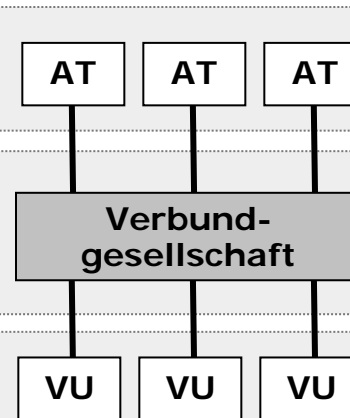 AT AT AT
Verbund-
gesellschaft
VU VU VU